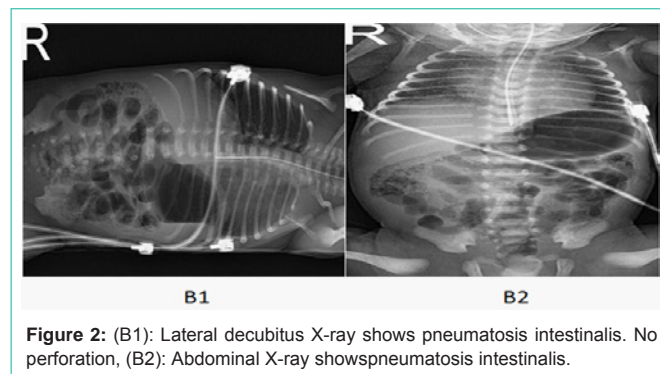 R
R
B1
B2
Figure 2: (B1): Lateral decubitus X-ray shows pneumatosis intestinalis. No
perforation, (B2): Abdominal X-ray showspneumatosis intestinalis.